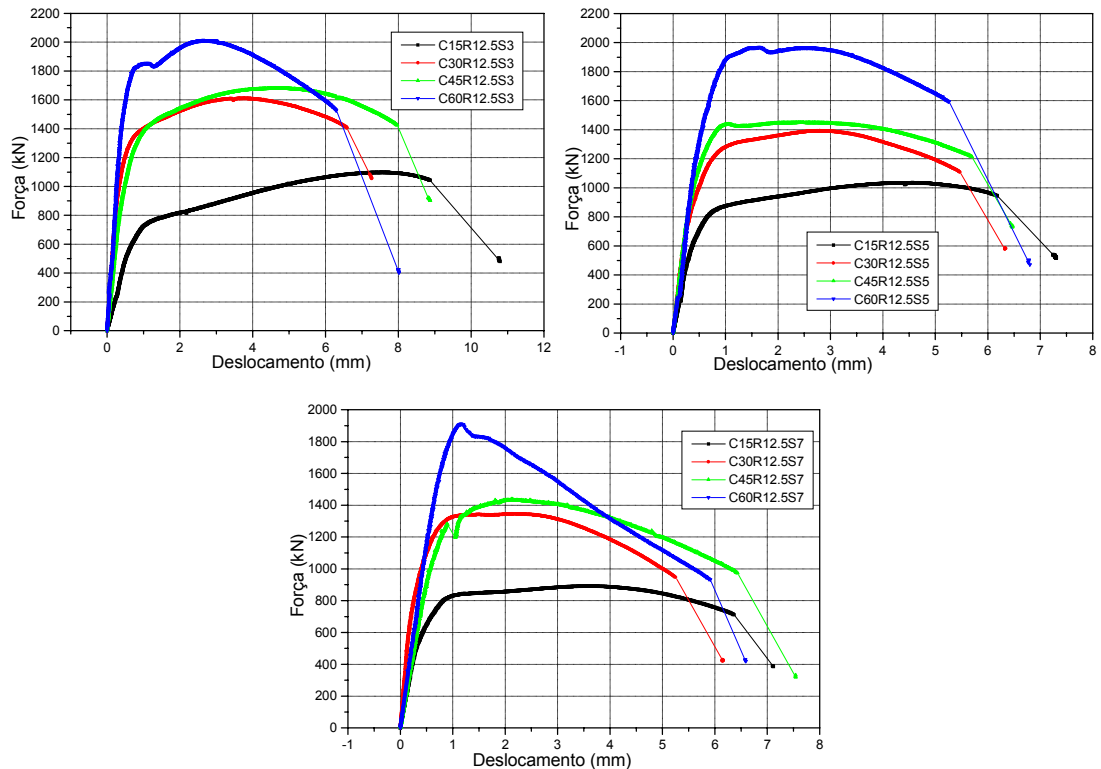 2200
2000
1800
1600
1400
1200
1000
800
600
400
200
0
Força (kN)
C15R12.5S3
C30R12.5S3
C45R12.5S3
C60R12.5S3
0 2 4 6 8 10 12
Deslocamento (mm)
2200
2000
1800
1600
1400
1200
1000
800
600
400
200
0
Força (kN)
C15R12.5S5
C30R12.5S5
C45R12.5S5
C60R12.5S5
-1 0 1 2 3 4 5 6 7 8
Deslocamento (mm)
2000
1800
1600
1400
1200
1000
800
600
400
200
0
Força (kN)
C15R12.5S7
C30R12.5S7
C45R12.5S7
C60R12.5S7
-1 0 1 2 3 4 5 6 7 8
Deslocamento (mm)